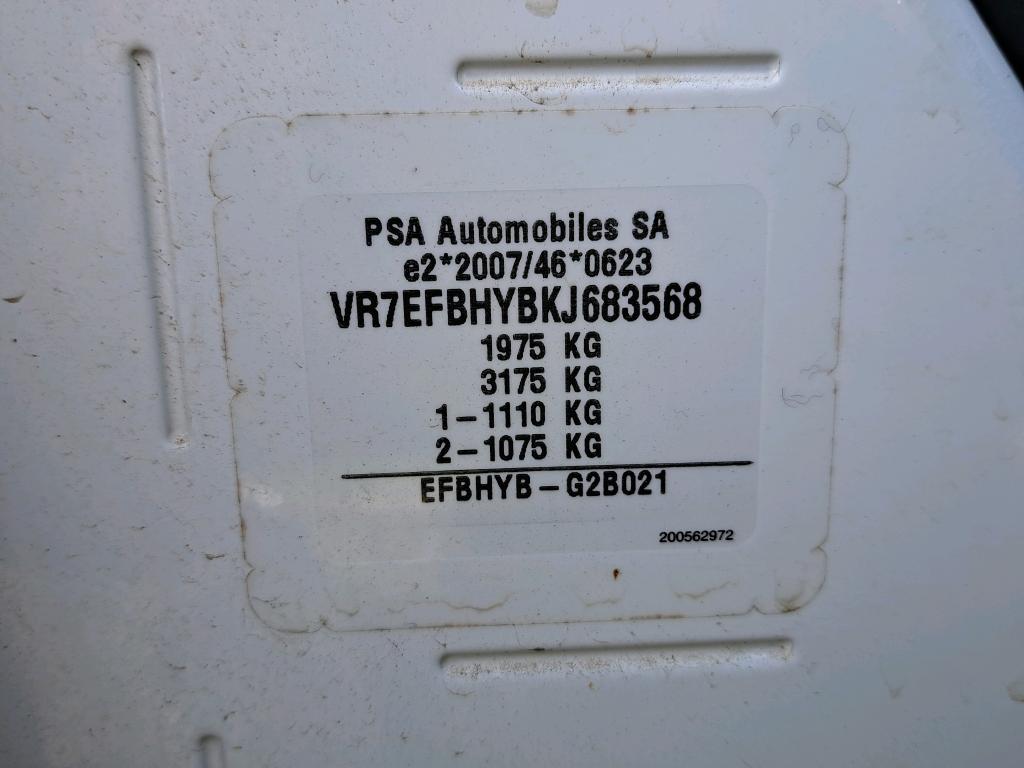 PSA Automobiles SA
e2*2007/46*0623
VR7EFBHYBKJ683568
1975 KG
3175 KG
1-1110 KG
2-1075 KG
EFBHYB-G2B021
200562972